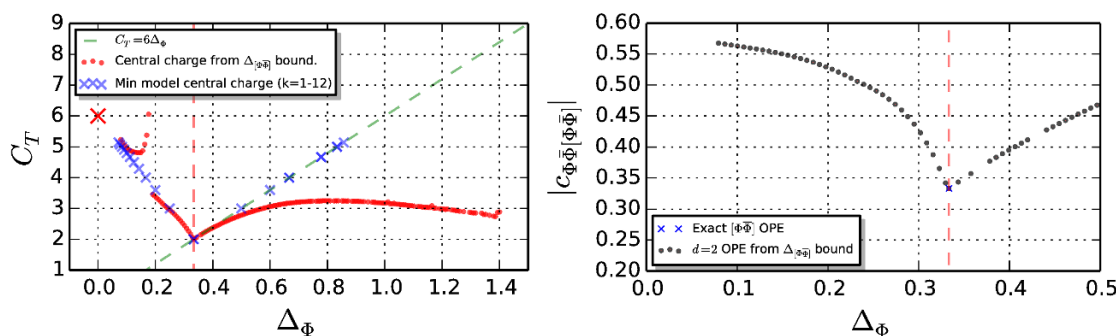 9
8
7
6
5
4
3
2
1
C_T
C_T = 6Δ_Φ
Central charge from Δ_[ΦΦ̅] bound.
Min model central charge (k=1-12)
0.0 0.2 0.4 0.6 0.8 1.0 1.2 1.4
Δ_Φ
0.60
0.55
0.50
0.45
0.40
0.35
0.30
0.25
0.20
|c_ΦΦ̅[ΦΦ̅]|
Exact [ΦΦ̅] OPE
d=2 OPE from Δ_[ΦΦ̅] bound
0.0 0.1 0.2 0.3 0.4 0.5
Δ_Φ